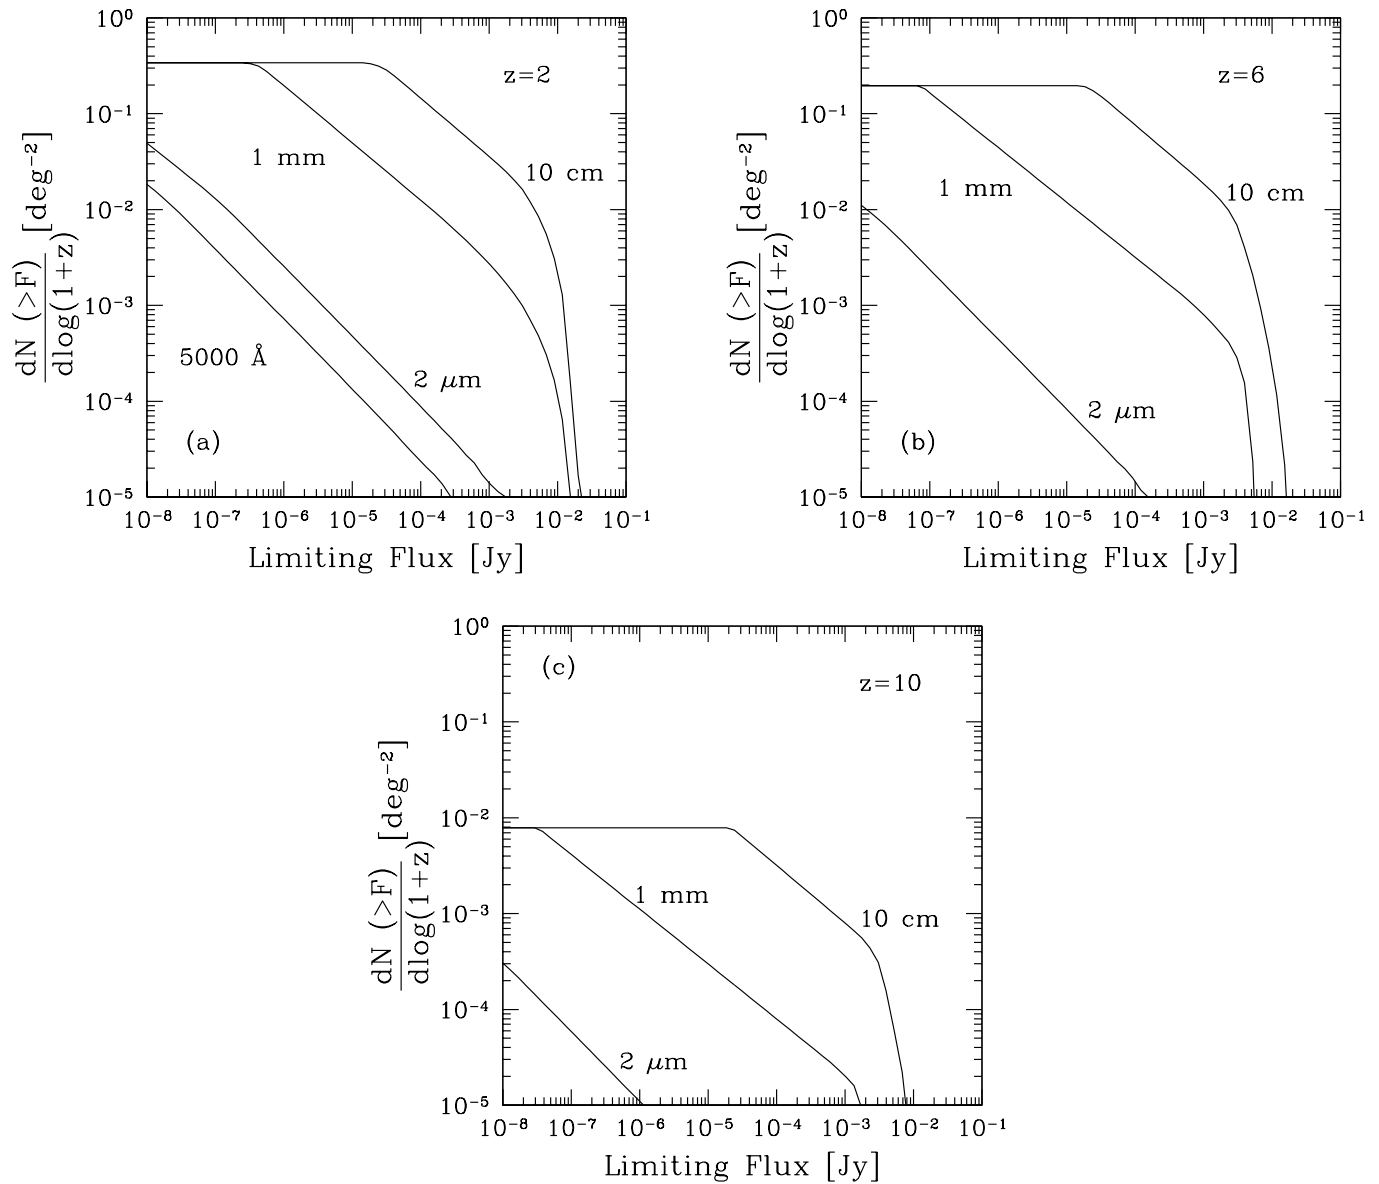 10⁰
10⁻¹
10⁻²
10⁻³
10⁻⁴
10⁻⁵
dN (>F)
dlog(1+z)
[deg⁻²]
z=2
1 mm
10 cm
5000 Å
2 μm
(a)
10⁻⁸ 10⁻⁷ 10⁻⁶ 10⁻⁵ 10⁻⁴ 10⁻³ 10⁻² 10⁻¹
Limiting Flux [Jy]
10⁰
10⁻¹
10⁻²
10⁻³
10⁻⁴
10⁻⁵
dN (>F)
dlog(1+z)
[deg⁻²]
z=6
1 mm
10 cm
2 μm
(b)
10⁻⁸ 10⁻⁷ 10⁻⁶ 10⁻⁵ 10⁻⁴ 10⁻³ 10⁻² 10⁻¹
Limiting Flux [Jy]
10⁰
10⁻¹
10⁻²
10⁻³
10⁻⁴
10⁻⁵
dN (>F)
dlog(1+z)
[deg⁻²]
(c)
z=10
1 mm
10 cm
2 μm
10⁻⁸ 10⁻⁷ 10⁻⁶ 10⁻⁵ 10⁻⁴ 10⁻³ 10⁻² 10⁻¹
Limiting Flux [Jy]